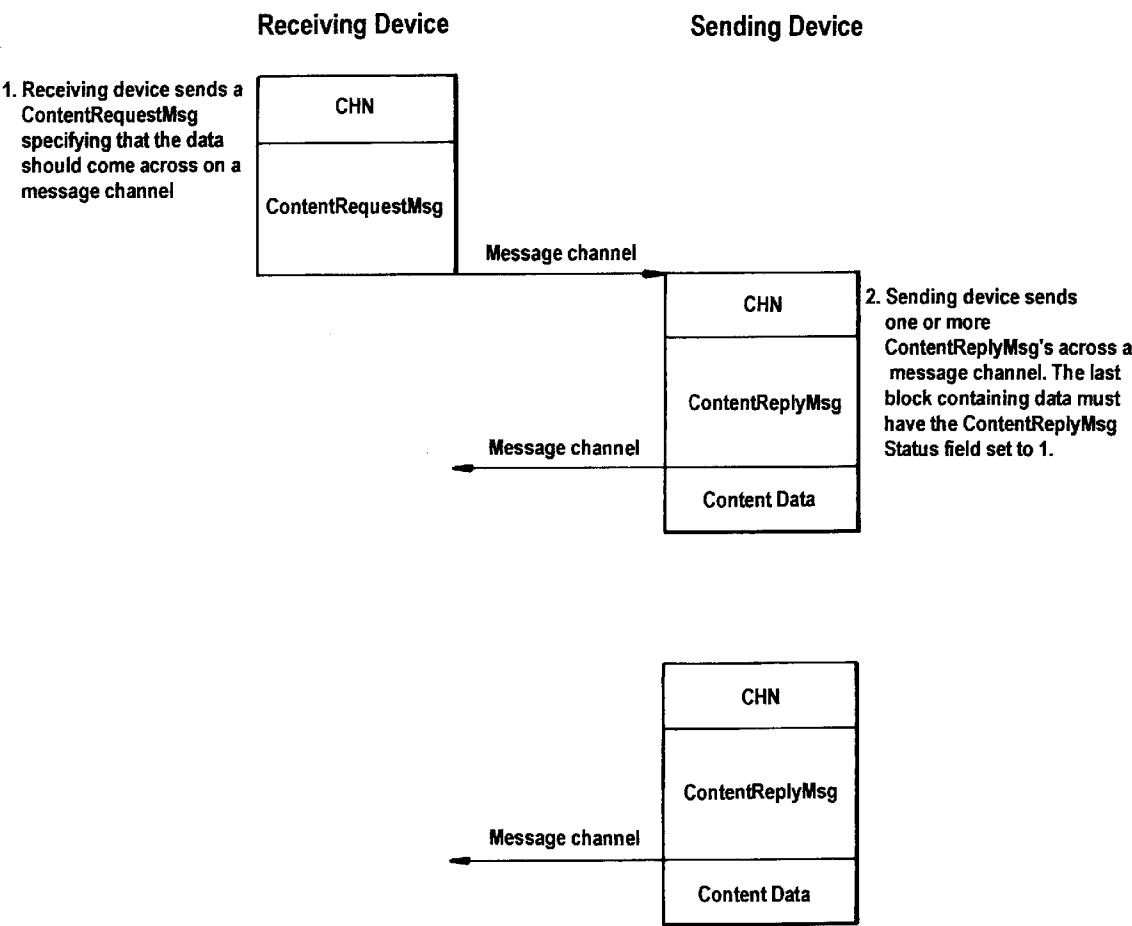 Receiving Device
Sending Device
1. Receiving device sends a
ContentRequestMsg
specifying that the data
should come across on a
message channel
CHN
ContentRequestMsg
Message channel
CHN
ContentReplyMsg
Message channel
Content Data
2. Sending device sends
one or more
ContentReplyMsg's across a
message channel. The last
block containing data must
have the ContentReplyMsg
Status field set to 1.
CHN
ContentReplyMsg
Message channel
Content Data